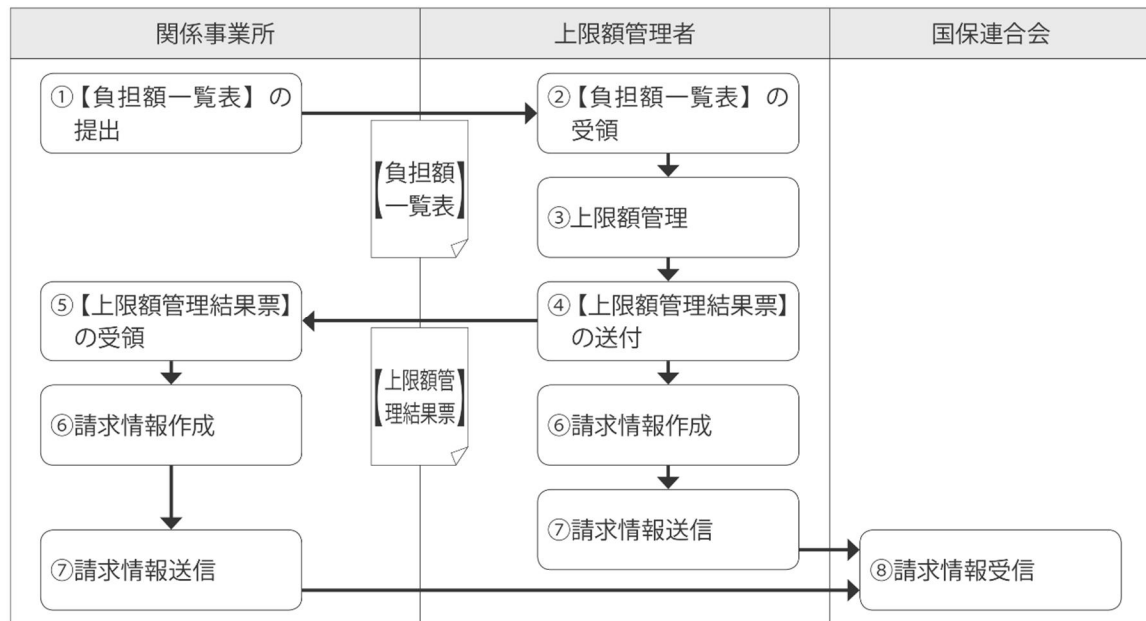 関係事業所
上限額管理者
国保連合会
①【負担額一覧表】の
提出
②【負担額一覧表】の
受領
【負担額
一覧表】
③上限額管理
⑤【上限額管理結果票】
の受領
④【上限額管理結果票】
の送付
【上限額管
理結果票】
⑥請求情報作成
⑥請求情報作成
⑦請求情報送信
⑦請求情報送信
⑧請求情報受信